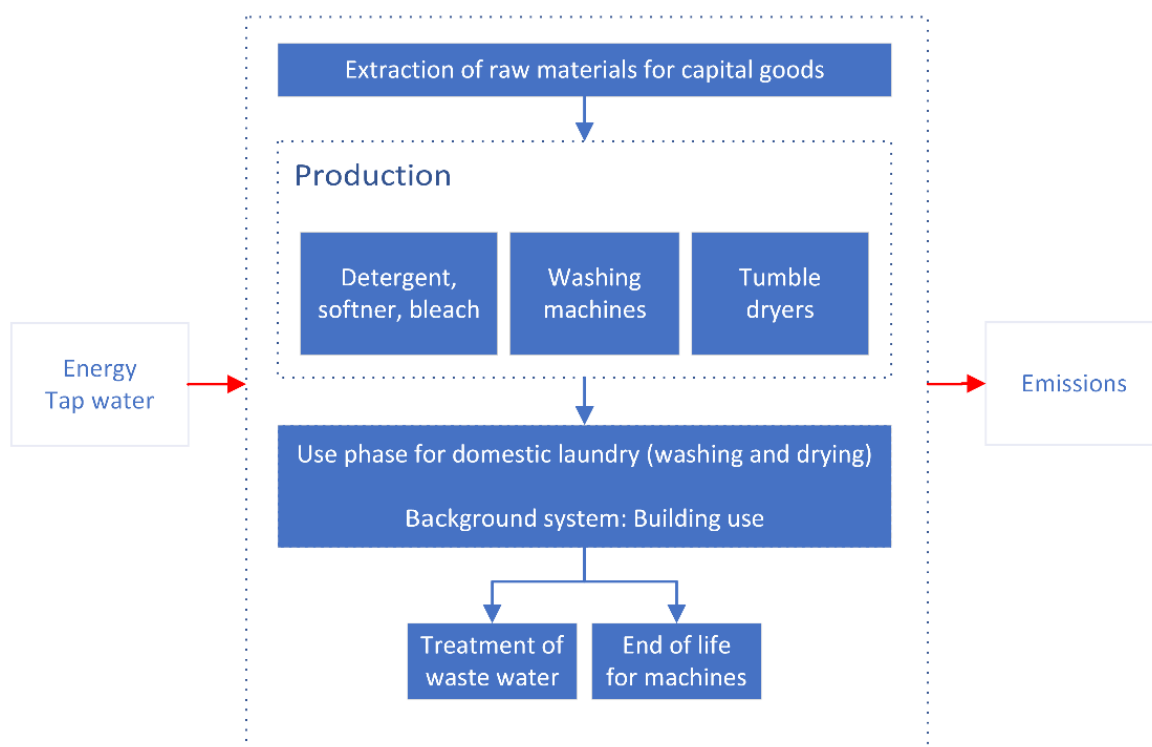 Extraction of raw materials for capital goods
Production
Detergent,
softner, bleach
Washing
machines
Tumble
dryers
Energy
Tap water
Emissions
Use phase for domestic laundry (washing and drying)
Background system: Building use
Treatment of
waste water
End of life
for machines